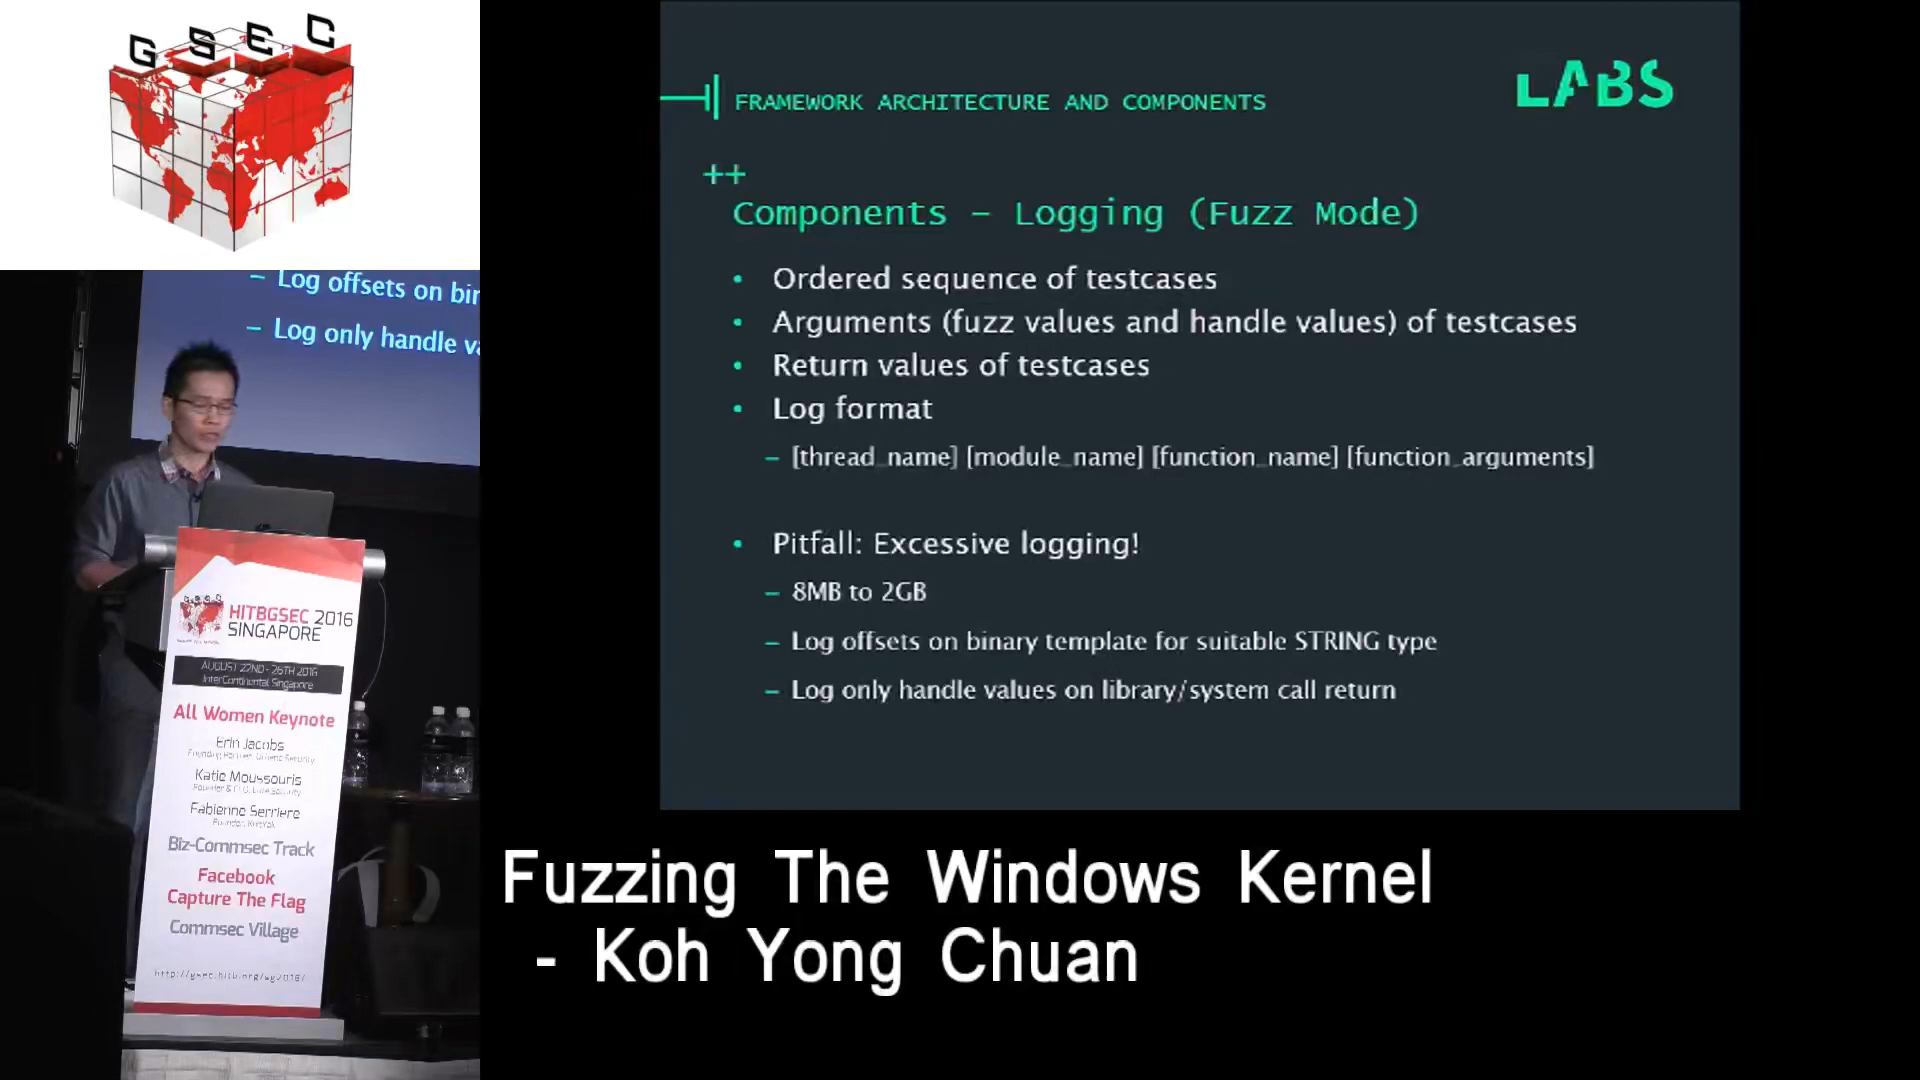 G S E C
– Log offsets on bin
– Log only handle va
HITBGSEC 2016
SINGAPORE
AUGUST 22ND - 26TH 2016
InterContinental Singapore
All Women Keynote
Erin Jacobs
Katie Moussouris
Fabienne Serriere
Biz-Commsec Track
Facebook
Capture The Flag
Commsec Village
http://gsec.hitb.org/sg2016/
FRAMEWORK ARCHITECTURE AND COMPONENTS
LABS
++
Components – Logging (Fuzz Mode)
• Ordered sequence of testcases
• Arguments (fuzz values and handle values) of testcases
• Return values of testcases
• Log format
– [thread_name] [module_name] [function_name] [function_arguments]
• Pitfall: Excessive logging!
– 8MB to 2GB
– Log offsets on binary template for suitable STRING type
– Log only handle values on library/system call return
Fuzzing The Windows Kernel
- Koh Yong Chuan